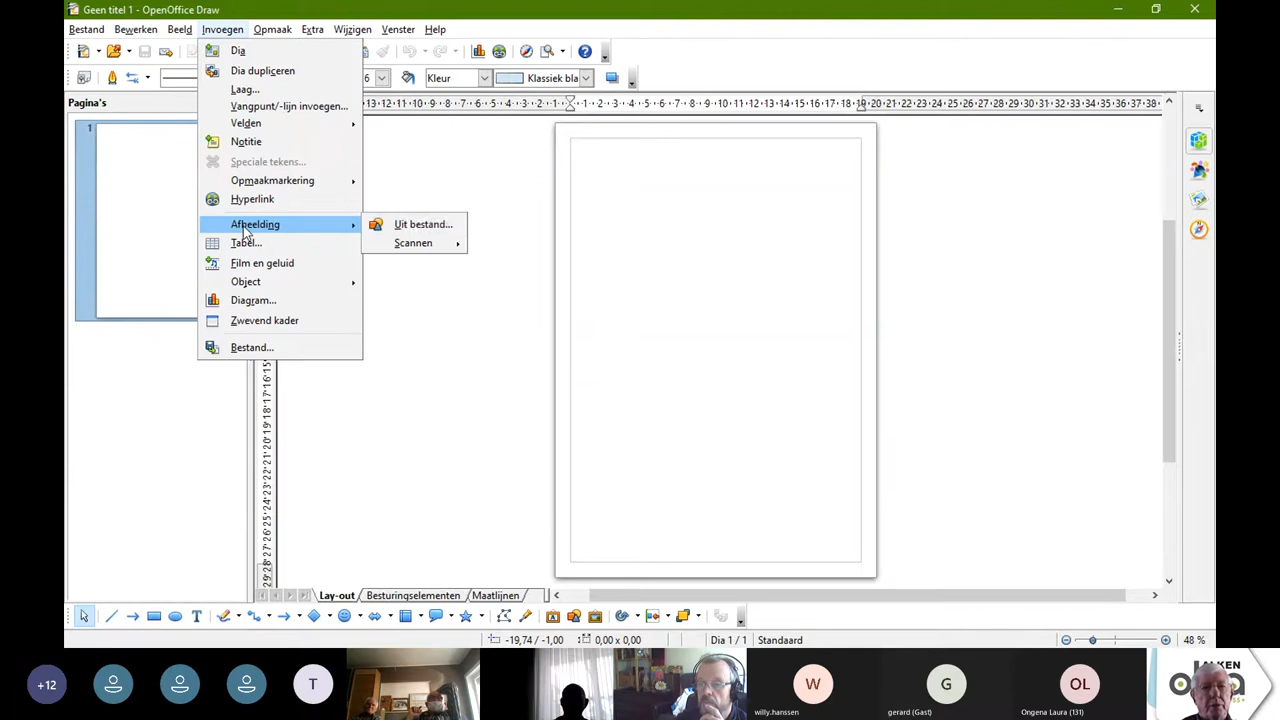 Geen titel 1 - OpenOffice Draw
Bestand Bewerken Beeld Invoegen Opmaak Extra Wijzigen Venster Help
Dia
Dia dupliceren
Laag...
Vangpunt/-lijn invoegen...
Velden
Notitie
Speciale tekens...
Opmaakmarkering
Hyperlink
Afbeelding
Tabel...
Film en geluid
Object
Diagram...
Zwevend kader
Bestand...
Uit bestand...
Scannen
Kleur
Klassiek bla
Pagina's
1
Lay-out Besturingselementen Maatlijnen
-19,74 / -1,00 0,00 x 0,00 Dia 1 / 1 Standaard 48 %
+12 T W G OL
willy.hanssen gerard (Gast) Ongena Laura (131)